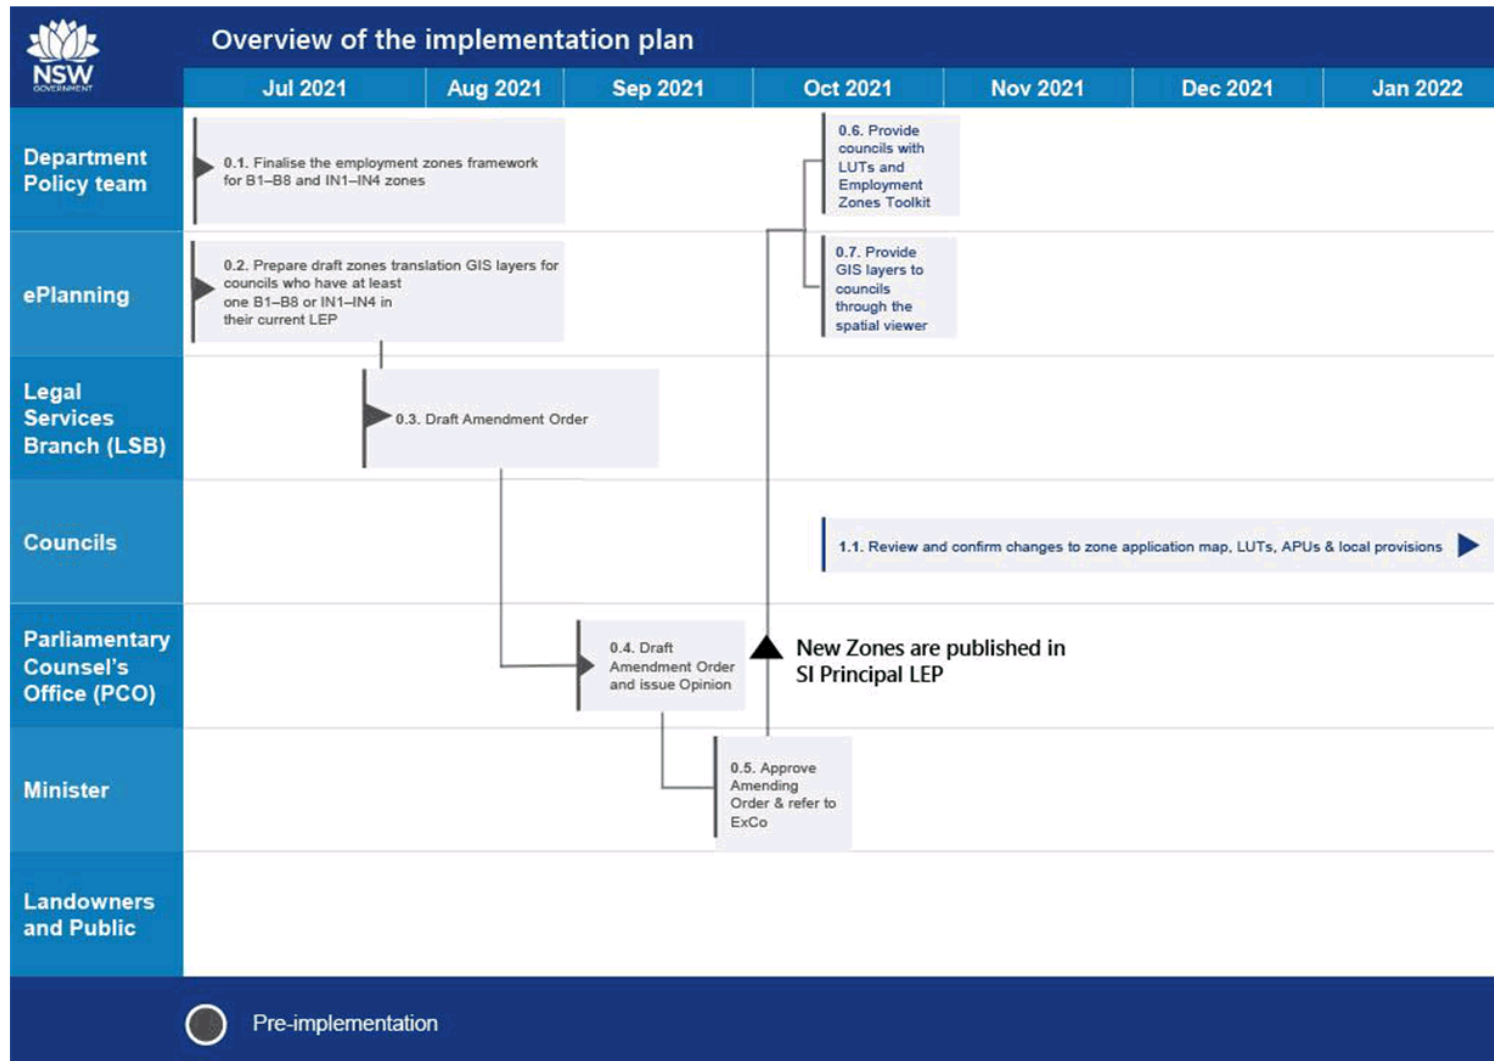 NSW
GOVERNMENT
Overview of the implementation plan
Jul 2021
Aug 2021
Sep 2021
Oct 2021
Nov 2021
Dec 2021
Jan 2022
Department
Policy team
0.1. Finalise the employment zones framework
for B1–B8 and IN1–IN4 zones
0.6. Provide
councils with
LUTs and
Employment
Zones Toolkit
ePlanning
0.2. Prepare draft zones translation GIS layers for
councils who have at least
one B1–B8 or IN1–IN4 in
their current LEP
0.7. Provide
GIS layers to
councils
through the
spatial viewer
Legal
Services
Branch (LSB)
0.3. Draft Amendment Order
Councils
1.1. Review and confirm changes to zone application map, LUTs, APUs & local provisions
Parliamentary
Counsel's
Office (PCO)
0.4. Draft
Amendment Order
and issue Opinion
New Zones are published in
SI Principal LEP
Minister
0.5. Approve
Amending
Order & refer to
ExCo
Landowners
and Public
Pre-implementation